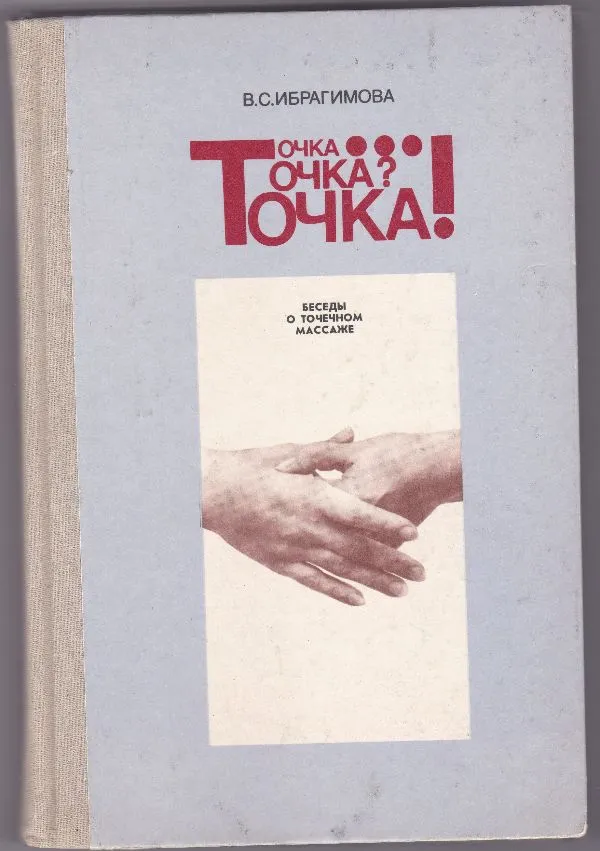 В.С.ИБРАГИМОВА
ТОЧКА...
ТОЧКА?
ТОЧКА!
БЕСЕДЫ
О ТОЧЕЧНОМ
МАССАЖЕ